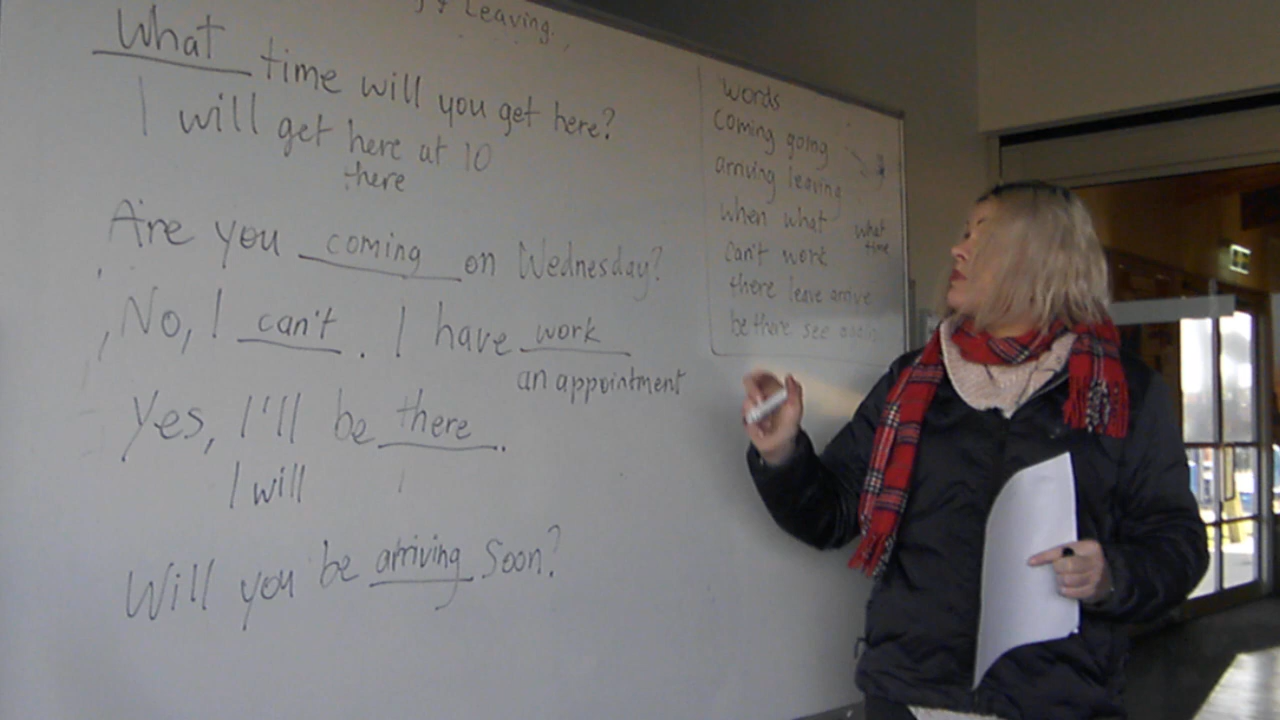 & Leaving.
What time will you get here?
I will get here at 10
there
Are you coming on Wednesday?
No, I can't. I have work
an appointment
Yes, I'll be there.
I will
Will you be arriving soon?
words
coming going
arriving leaving
when what what time
can't work
there leave arrive
be there see again